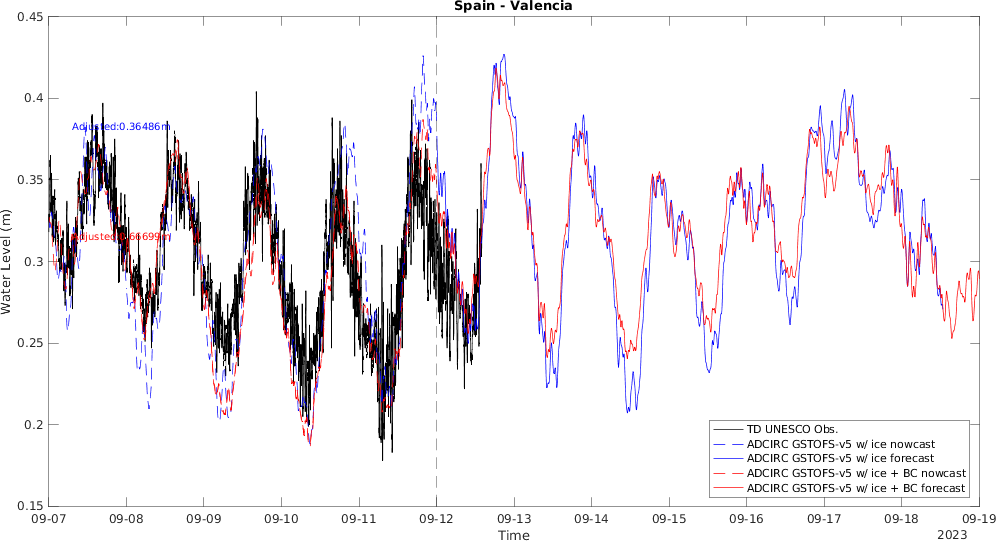 Spain - Valencia
0.45
0.4
0.35
0.3
0.25
0.2
0.15
Water Level (m)
Adjusted:0.36486m
TD UNESCO Obs.
ADCIRC GSTOFS-v5 w/ ice nowcast
ADCIRC GSTOFS-v5 w/ ice forecast
ADCIRC GSTOFS-v5 w/ ice + BC nowcast
ADCIRC GSTOFS-v5 w/ ice + BC forecast
09-07 09-08 09-09 09-10 09-11 09-12 09-13 09-14 09-15 09-16 09-17 09-18 09-19
Time
2023